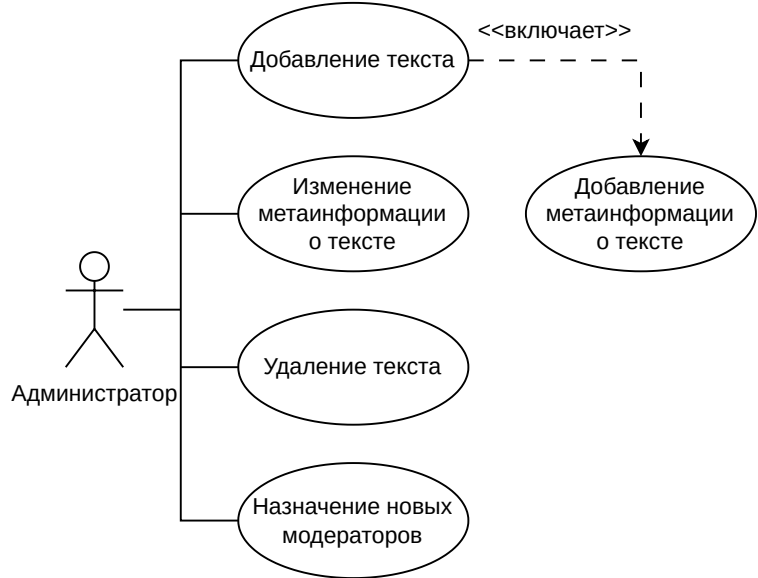 <<включает>>
Добавление текста
Изменение
метаинформации
о тексте
Добавление
метаинформации
о тексте
Удаление текста
Администратор
Назначение новых
модераторов